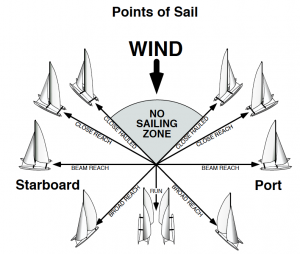 Points of Sail
WIND
NO
SAILING
ZONE
CLOSE HAULED
CLOSE HAULED
CLOSE REACH
CLOSE REACH
BEAM REACH
BEAM REACH
Starboard
Port
BROAD REACH
RUN
BROAD REACH